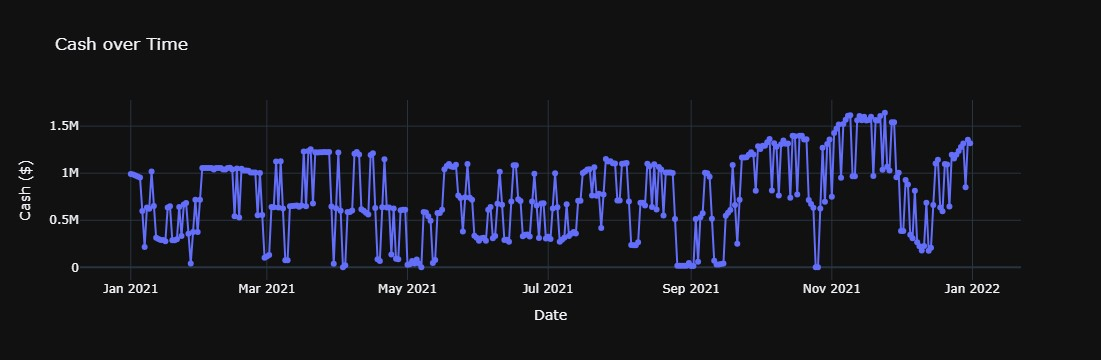 Cash over Time
1.5M
1M
0.5M
0
Cash ($)
Jan 2021
Mar 2021
May 2021
Jul 2021
Sep 2021
Nov 2021
Jan 2022
Date